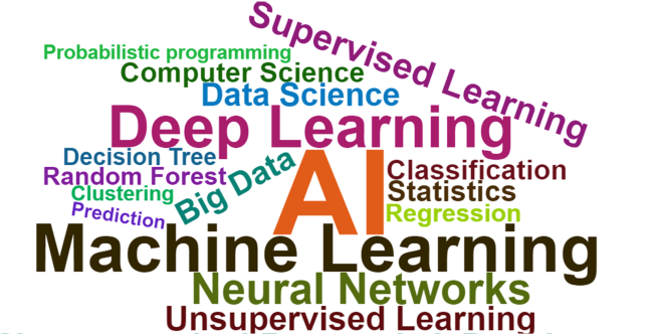 Supervised Learning
Probabilistic programming
Computer Science
Data Science
Deep Learning
Decision Tree
Random Forest
Clustering
Prediction
Big Data
AI
Classification
Statistics
Regression
Machine Learning
Neural Networks
Unsupervised Learning